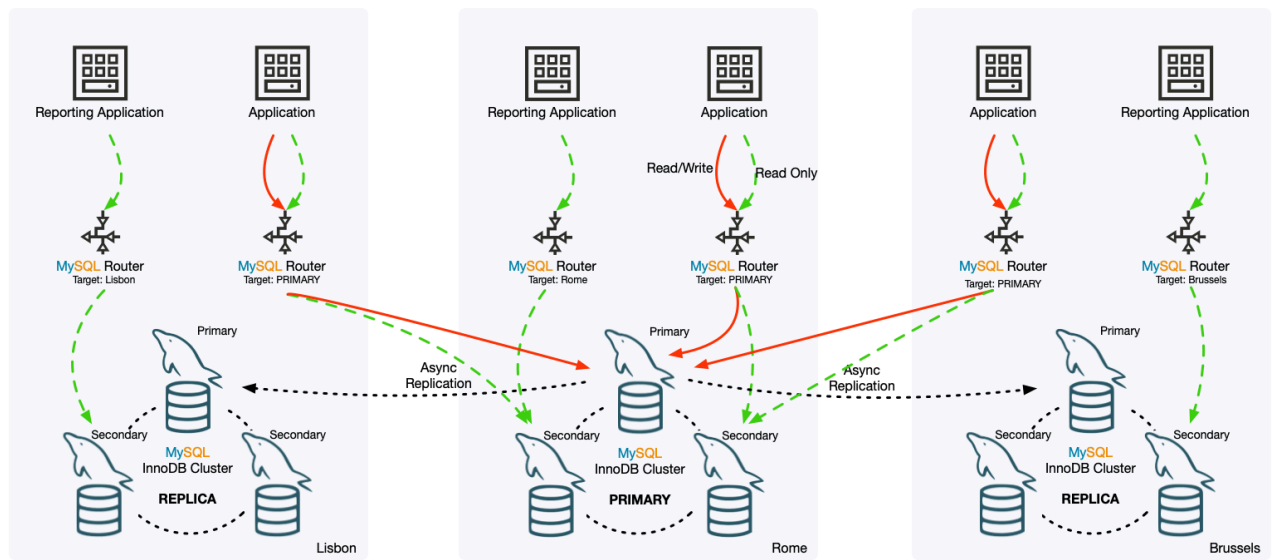 Reporting Application
Application
Reporting Application
Application
Application
Reporting Application
Read/Write
Read Only
MySQL Router
Target: Lisbon
MySQL Router
Target: PRIMARY
MySQL Router
Target: Rome
MySQL Router
Target: PRIMARY
MySQL Router
Target: PRIMARY
MySQL Router
Target: Brussels
Primary
Primary
Primary
Async
Replication
Async
Replication
Secondary
Secondary
MySQL
InnoDB Cluster
REPLICA
Lisbon
Secondary
Secondary
MySQL
InnoDB Cluster
PRIMARY
Rome
Secondary
Secondary
MySQL
InnoDB Cluster
REPLICA
Brussels